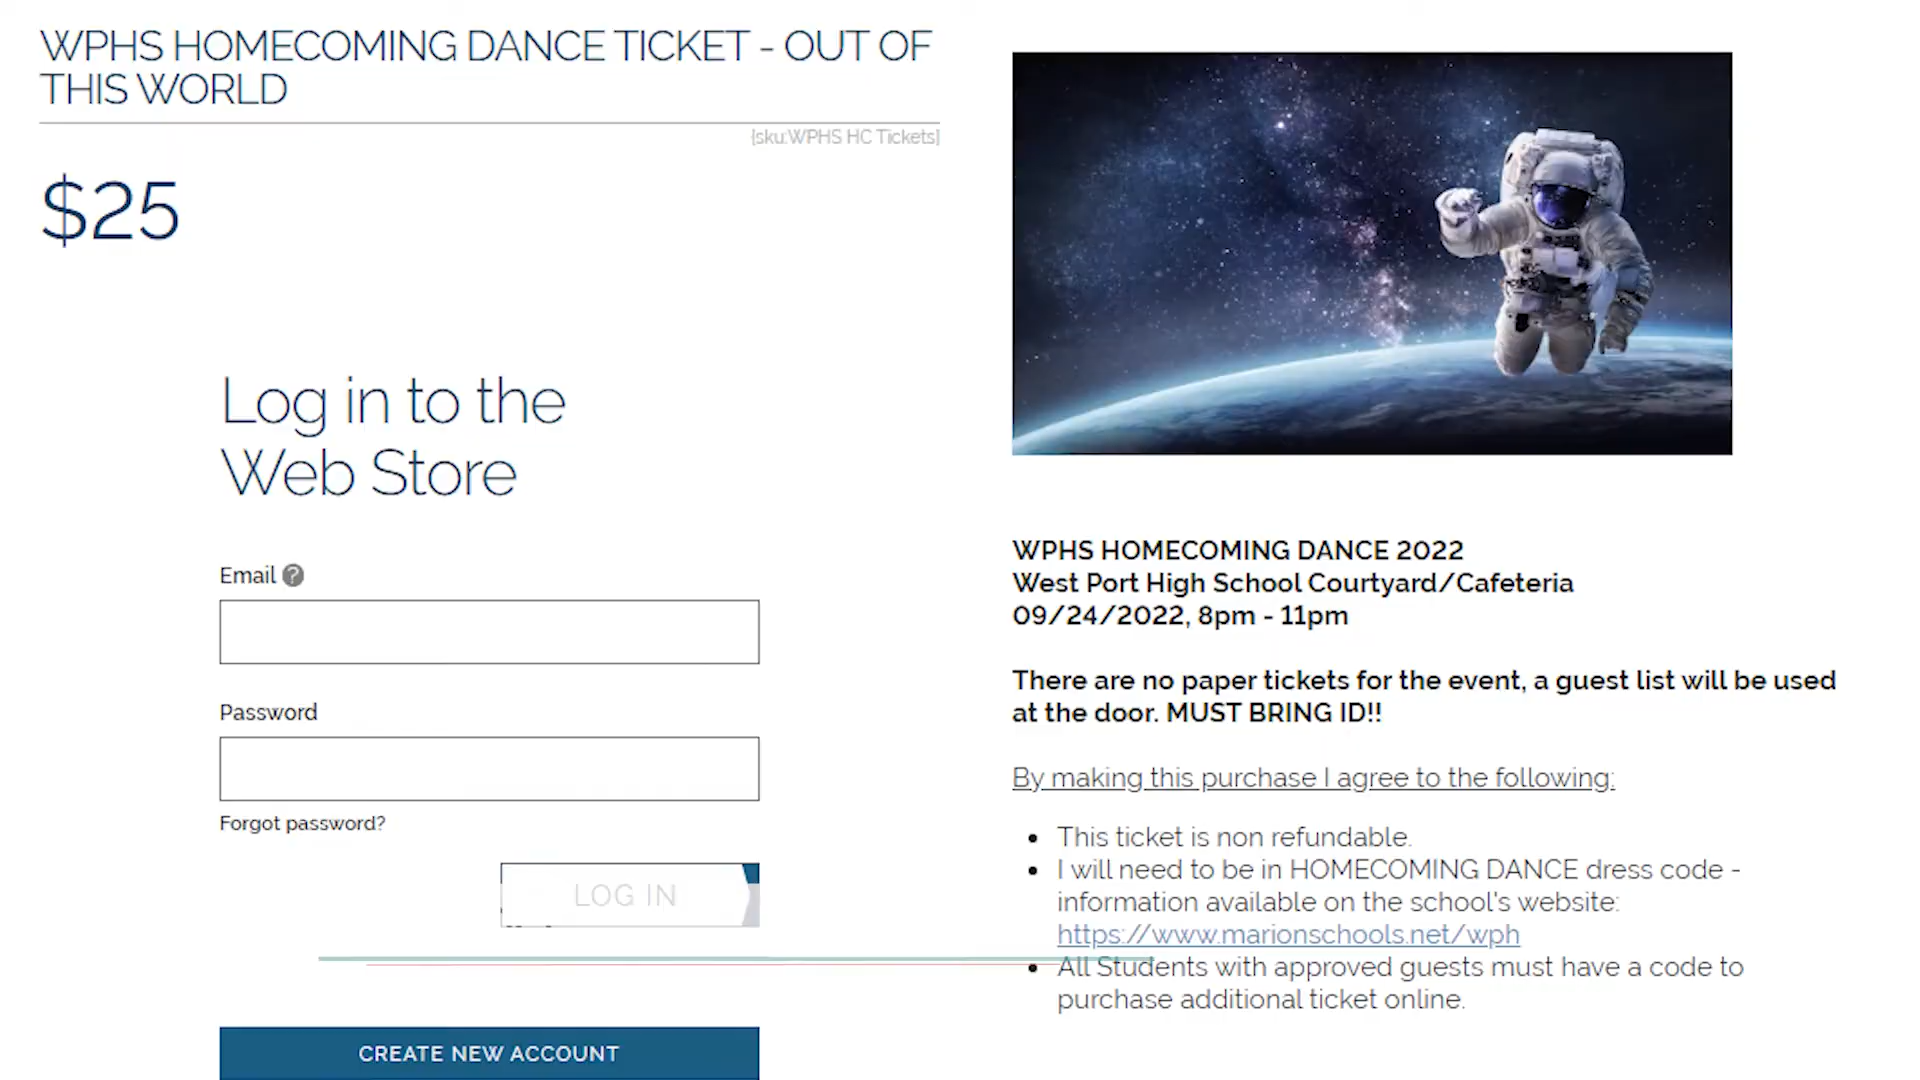 WPHS HOMECOMING DANCE TICKET - OUT OF
THIS WORLD
{sku:WPHS HC Tickets}
$25
Log in to the
Web Store
Email ?
Password
Forgot password?
LOG IN
CREATE NEW ACCOUNT
WPHS HOMECOMING DANCE 2022
West Port High School Courtyard/Cafeteria
09/24/2022, 8pm - 11pm
There are no paper tickets for the event, a guest list will be used
at the door. MUST BRING ID!!
By making this purchase I agree to the following:
This ticket is non refundable.
I will need to be in HOMECOMING DANCE dress code -
information available on the school's website:
https://www.marionschools.net/wph
All Students with approved guests must have a code to
purchase additional ticket online.